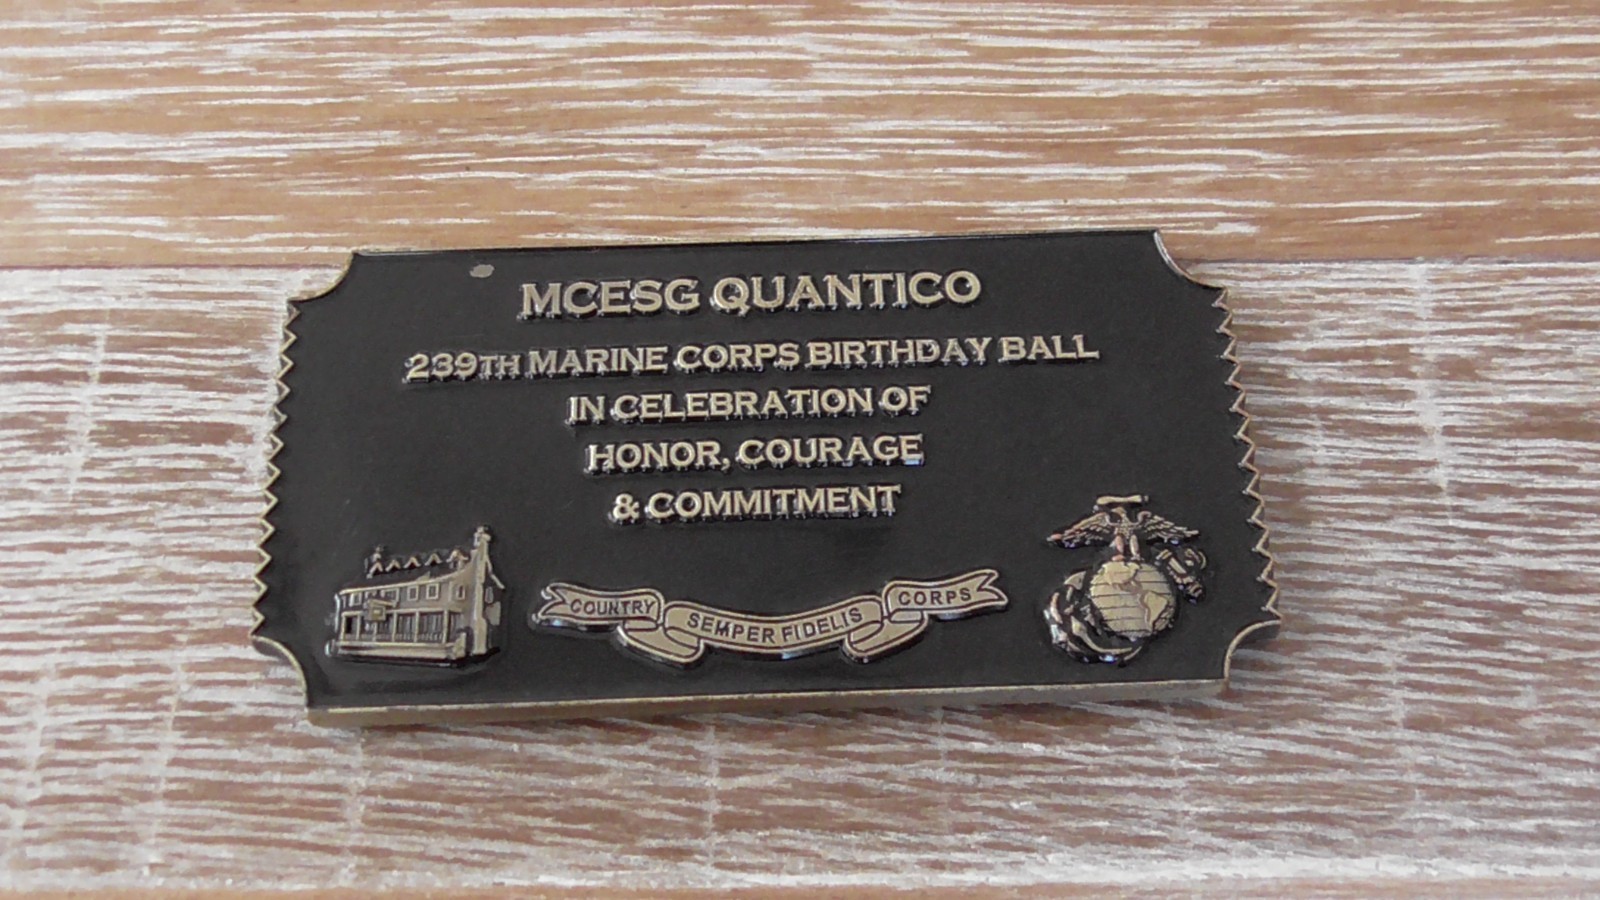 MCESG QUANTICO
239TH MARINE CORPS BIRTHDAY BALL
IN CELEBRATION OF
HONOR, COURAGE
& COMMITMENT
COUNTRY SEMPER FIDELIS CORPS